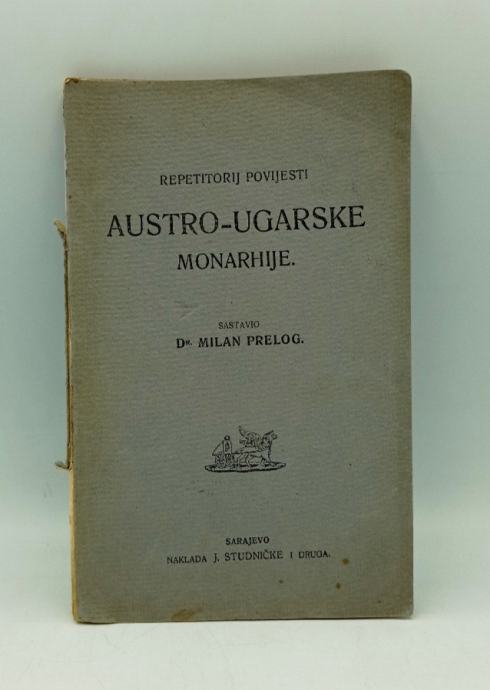 REPETITORIJ POVIJESTI
AUSTRO-UGARSKE
MONARHIJE.
SASTAVIO
DR. MILAN PRELOG.
SARAJEVO
NAKLADA J. STUDNIČKE I DRUGA.